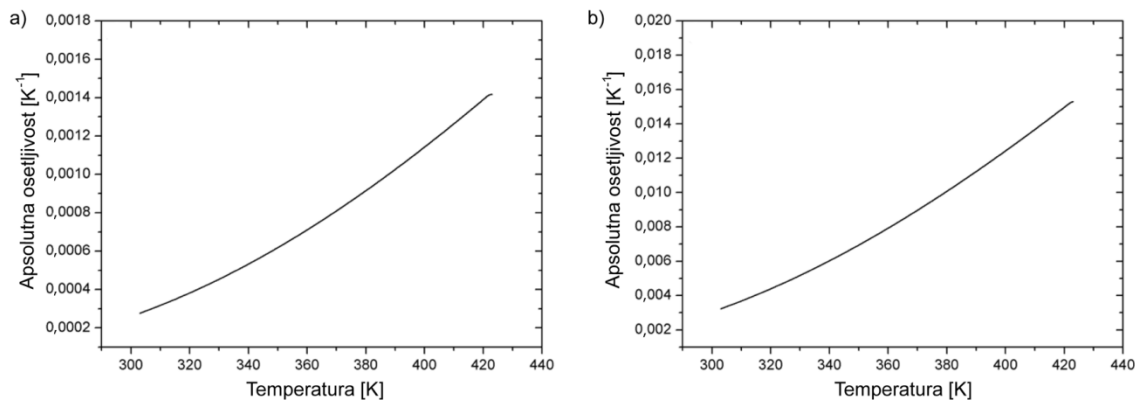 a)
Apsolutna osetljivost [K⁻¹]
0,0018
0,0016
0,0014
0,0012
0,0010
0,0008
0,0006
0,0004
0,0002
300 320 340 360 380 400 420 440
Temperatura [K]
b)
Apsolutna osetljivost [K⁻¹]
0,020
0,018
0,016
0,014
0,012
0,010
0,008
0,006
0,004
0,002
300 320 340 360 380 400 420 440
Temperatura [K]